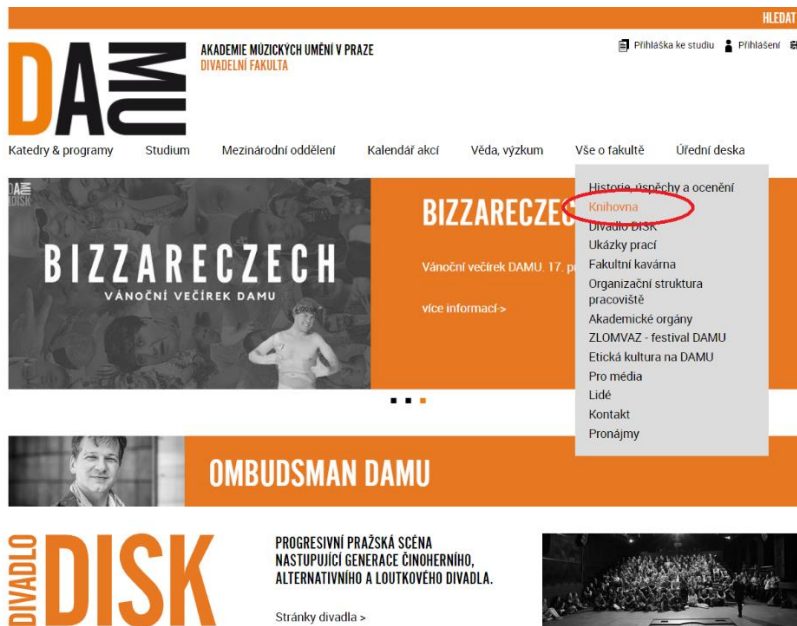 HLEDAT
DAMU
AKADEMIE MÚZICKÝCH UMĚNÍ V PRAZE
DIVADELNÍ FAKULTA
Přihláška ke studiu Přihlášení
Katedry & programy Studium Mezinárodní oddělení Kalendář akcí Věda, výzkum Vše o fakultě Úřední deska
Historie, úspěchy a ocenění
Knihovna
Divadlo DISK
Ukázky prací
Fakultní kavárna
Organizační struktura
pracoviště
Akademické orgány
ZLOMVAZ - festival DAMU
Etická kultura na DAMU
Pro média
Lidé
Kontakt
Pronájmy
DAMU
DISK
BIZZARECZECH
VÁNOČNÍ VEČÍREK DAMU
BIZZARECZEC
Vánoční večírek DAMU. 17. p
více informací->
OMBUDSMAN DAMU
DIVADLO
DISK
PROGRESIVNÍ PRAŽSKÁ SCÉNA
NASTUPUJÍCÍ GENERACE ČINOHERNÍHO,
ALTERNATIVNÍHO A LOUTKOVÉHO DIVADLA.
Stránky divadla >